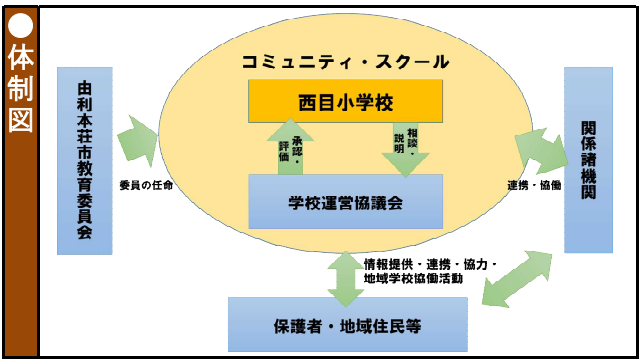 ●体制図
コミュニティ・スクール
西目小学校
承認・
評価
相談・
説明
学校運営協議会
由利本荘市教育委員会
委員の任命
関係諸機関
連携・協働
情報提供・連携・協力・
地域学校協働活動
保護者・地域住民等